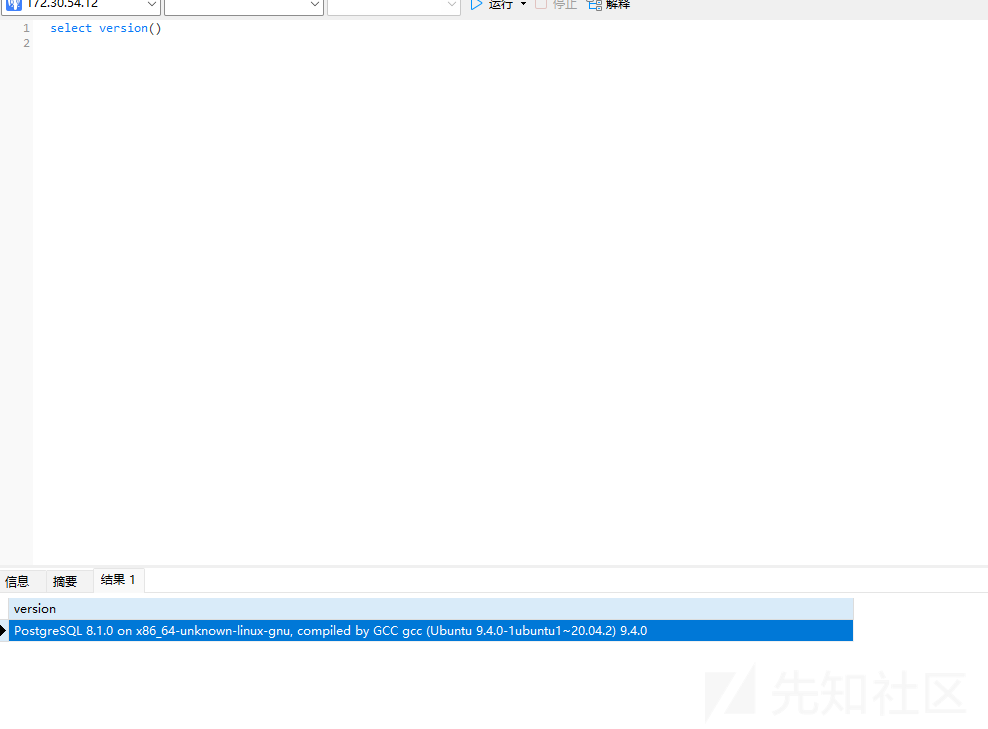 172.30.54.12 运行 停止 解释
1 select version()
2
信息 摘要 结果 1
version
PostgreSQL 8.1.0 on x86_64-unknown-linux-gnu, compiled by GCC gcc (Ubuntu 9.4.0-1ubuntu1~20.04.2) 9.4.0
先知社区